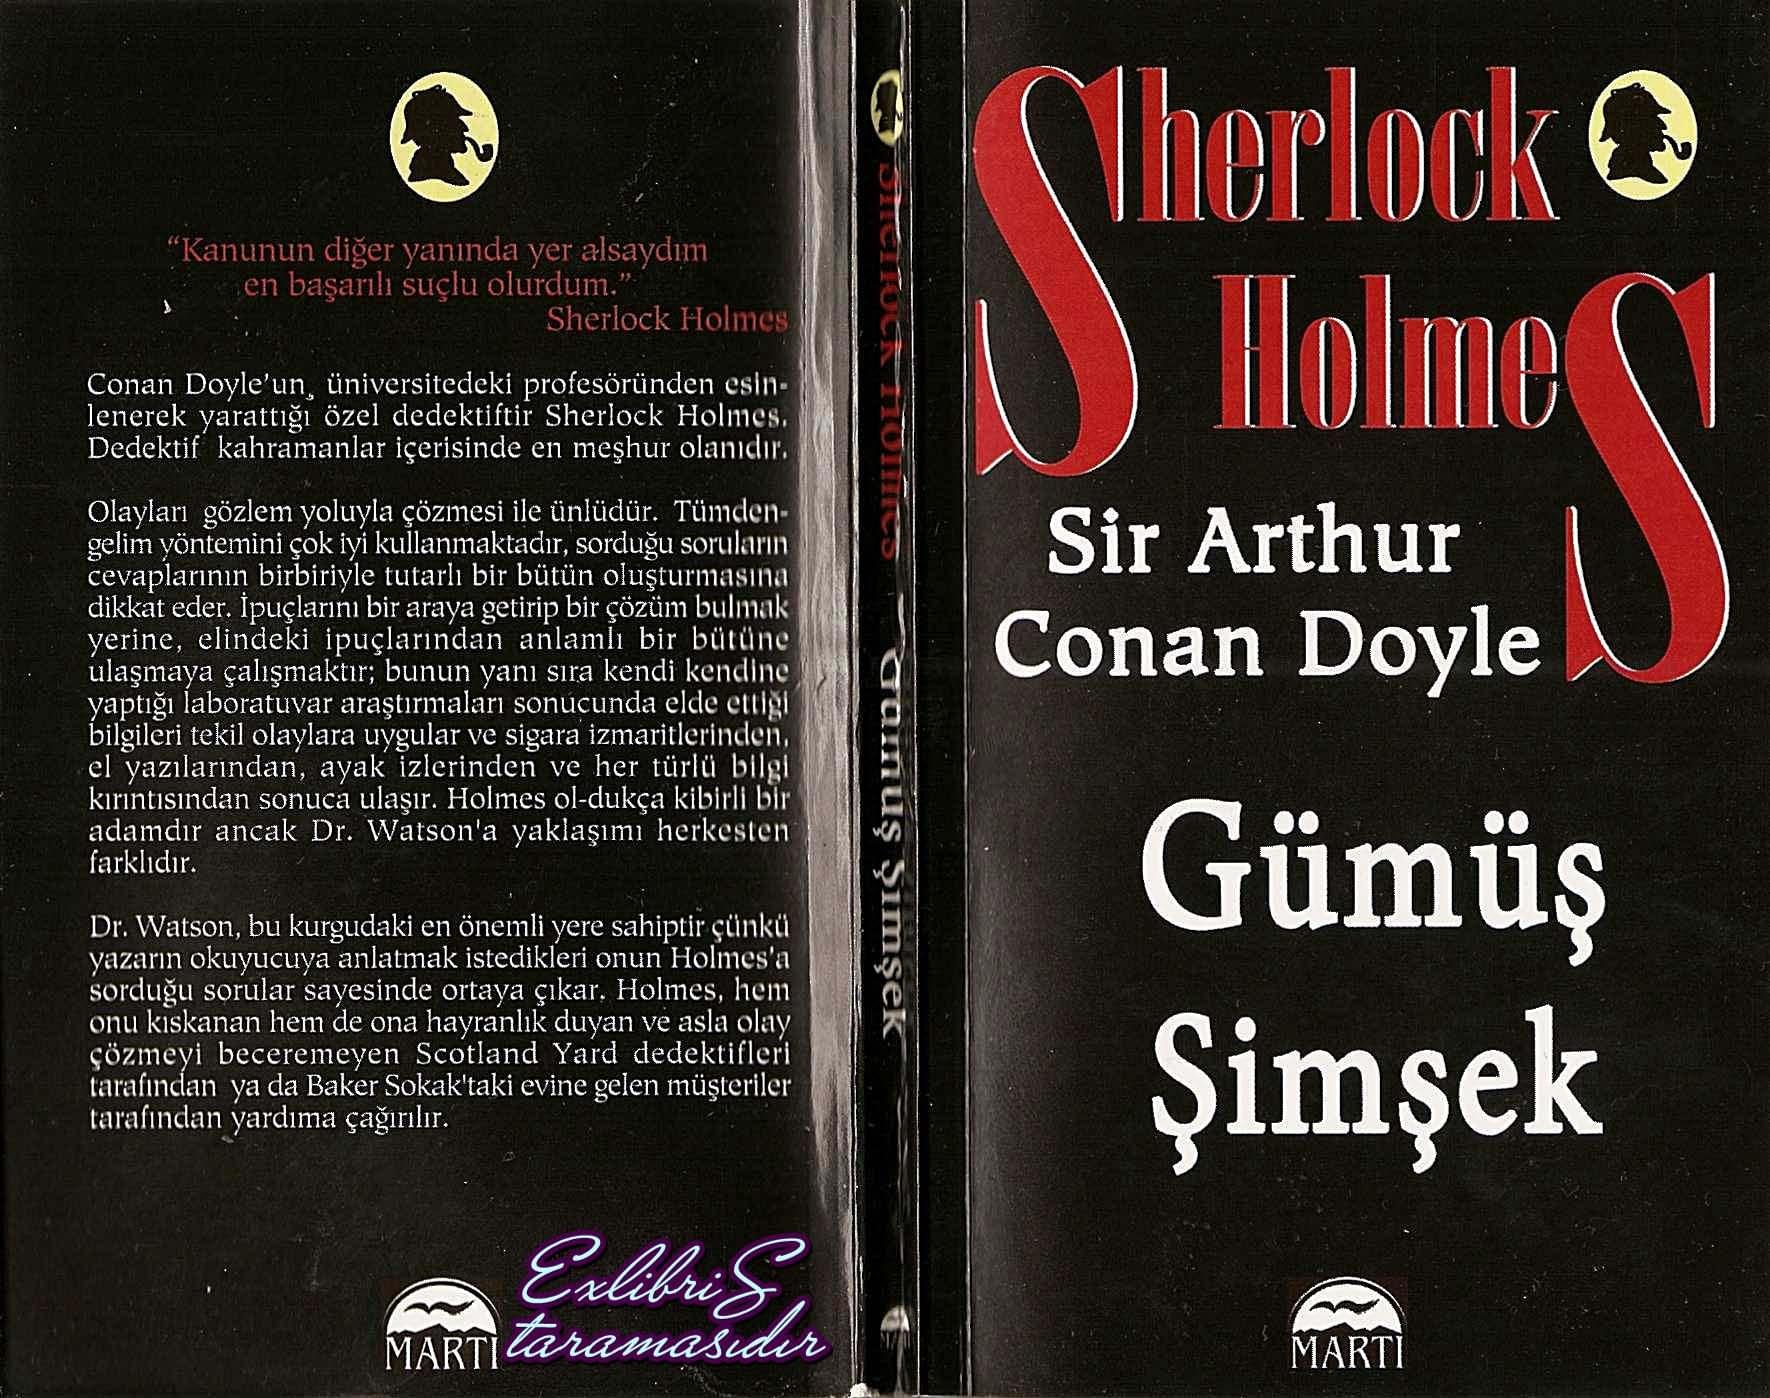 “Kanunun diğer yanında yer alsaydım
en başarılı suçlu olurdum.”
Sherlock Holmes
Conan Doyle’un, üniversitedeki profesöründen esin-
lenerek yarattığı özel dedektiftir Sherlock Holmes.
Dedektif kahramanlar içerisinde en meşhur olanıdır.
Olayları gözlem yoluyla çözmesi ile ünlüdür. Tümden-
gelim yöntemini çok iyi kullanmaktadır, sorduğu soruların
cevaplarının birbiriyle tutarlı bir bütün oluşturmasına
dikkat eder. İpuçlarını bir araya getirip bir çözüm bulmak
yerine, elindeki ipuçlarından anlamlı bir bütüne
ulaşmaya çalışmaktır; bunun yanı sıra kendi kendine
yaptığı laboratuvar araştırmaları sonucunda elde ettiği
bilgileri tekil olaylara uygular ve sigara izmaritlerinden,
el yazılarından, ayak izlerinden ve her türlü bilgi
kırıntısından sonuca ulaşır. Holmes ol-dukça kibirli bir
adamdır ancak Dr. Watson'a yaklaşımı herkesten
farklıdır.
Dr. Watson, bu kurgudaki en önemli yere sahiptir çünkü
yazarın okuyucuya anlatmak istedikleri onun Holmes'a
sorduğu sorular sayesinde ortaya çıkar. Holmes, hem
onu kıskanan hem de ona hayranlık duyan ve asla olay
çözmeyi beceremeyen Scotland Yard dedektifleri
tarafından ya da Baker Sokak'taki evine gelen müşteriler
tarafından yardıma çağırılır.
MARTI
ExlibriS
taramasıdır
Sherlock Holmes Gümüş Şimşek
Sherlock
Holmes
Sir Arthur
Conan Doyle
Gümüş
Şimşek
MARTI